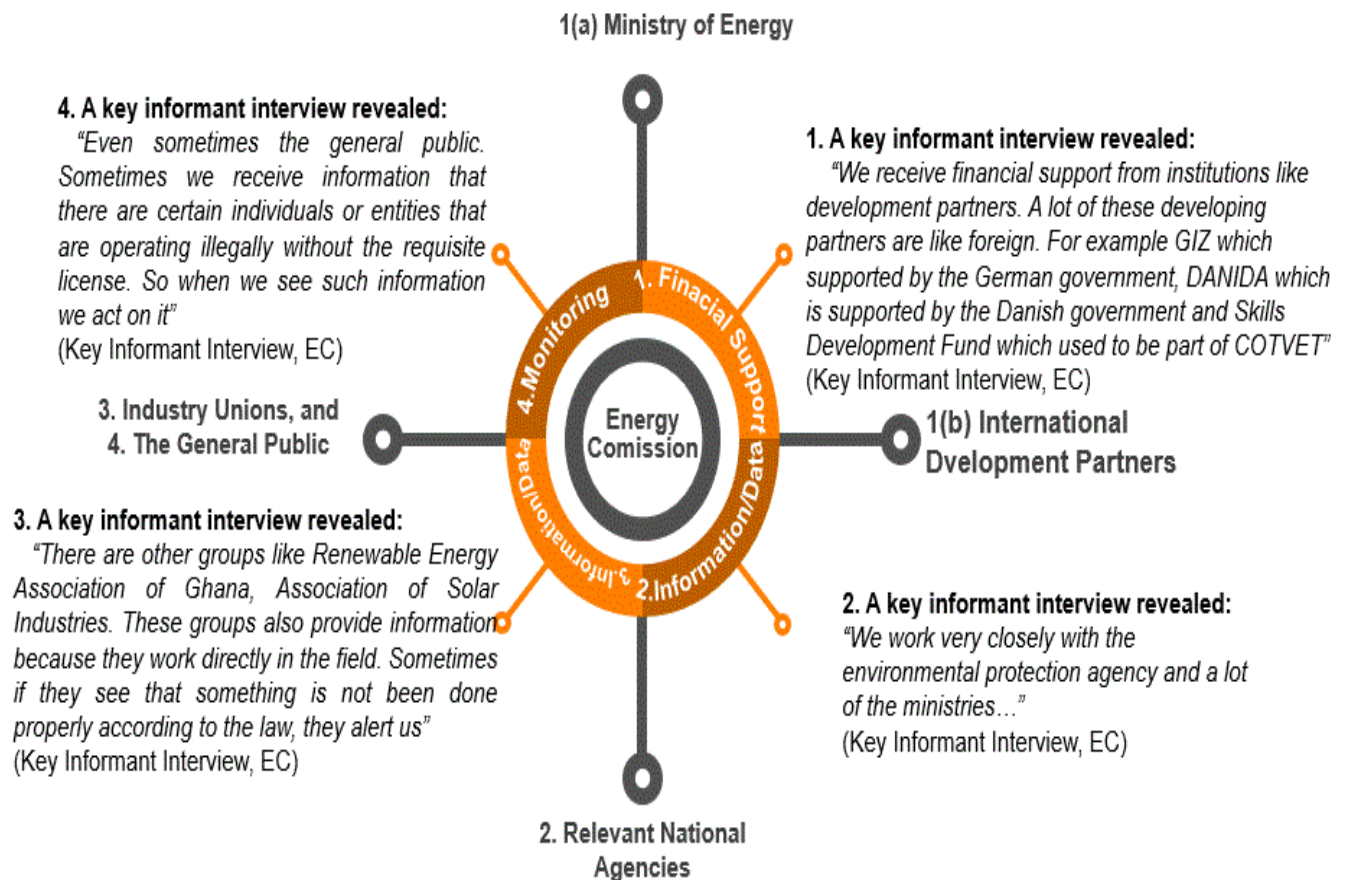 1(a) Ministry of Energy
4. A key informant interview revealed:
“Even sometimes the general public.
Sometimes we receive information that
there are certain individuals or entities that
are operating illegally without the requisite
license. So when we see such information
we act on it”
(Key Informant Interview, EC)
1. A key informant interview revealed:
“We receive financial support from institutions like
development partners. A lot of these developing
partners are like foreign. For example GIZ which
supported by the German government, DANIDA which
is supported by the Danish government and Skills
Development Fund which used to be part of COTVET”
(Key Informant Interview, EC)
4.Monitoring
1. Finacial Support
3. Industry Unions, and
4. The General Public
Energy
Comission
1(b) International
Dvelopment Partners
3.Information/Data
2.Information/Data
3. A key informant interview revealed:
“There are other groups like Renewable Energy
Association of Ghana, Association of Solar
Industries. These groups also provide information
because they work directly in the field. Sometimes
if they see that something is not been done
properly according to the law, they alert us”
(Key Informant Interview, EC)
2. A key informant interview revealed:
“We work very closely with the
environmental protection agency and a lot
of the ministries…”
(Key Informant Interview, EC)
2. Relevant National
Agencies